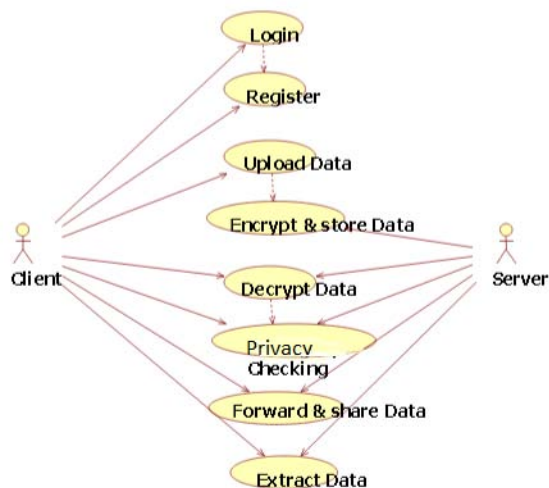 Login
Register
Upload Data
Encrypt & store Data
Client
Server
Decrypt Data
Privacy
Checking
Forward & share Data
Extract Data